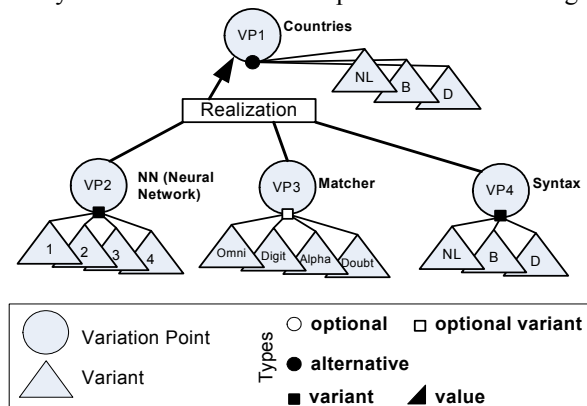 VP1 Countries
NL
B
D
Realization
VP2 NN (Neural Network)
VP3 Matcher
VP4 Syntax
1 2 3 4
Omni Digit Alpha Doubt
NL B D
Variation Point
Variant
Types
optional optional variant
alternative
variant value